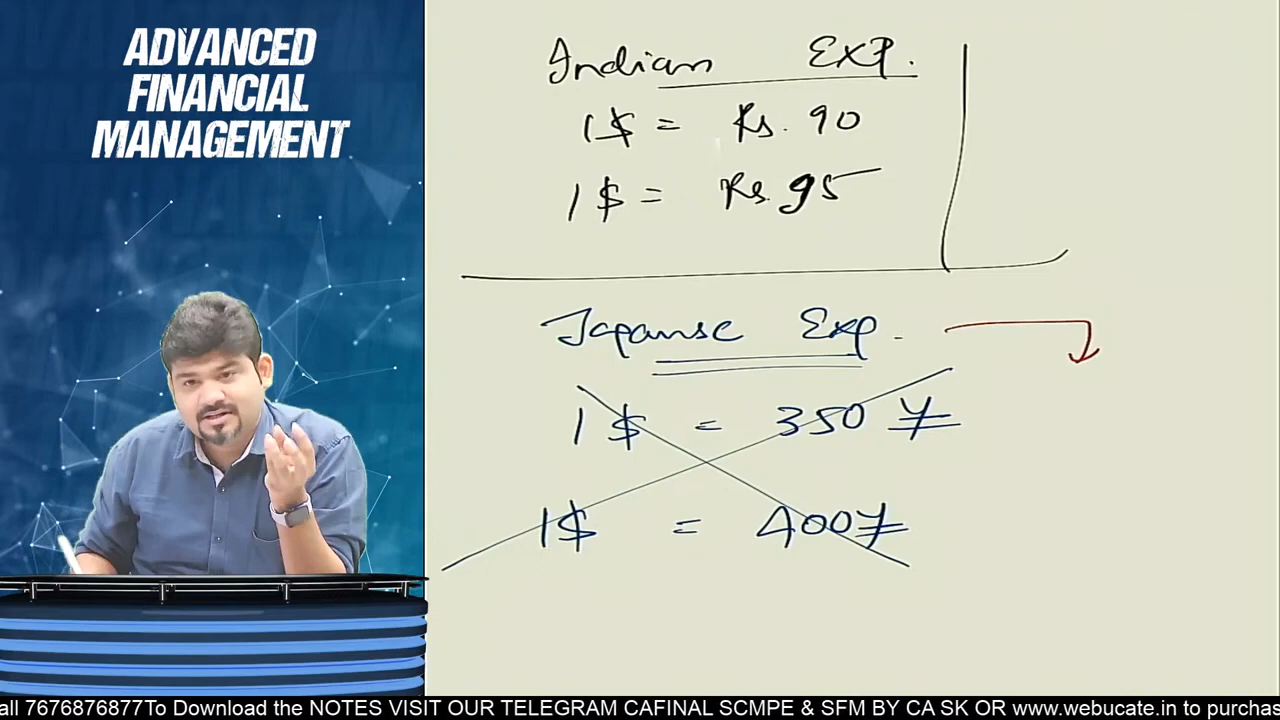 ADVANCED
FINANCIAL
MANAGEMENT
Indian EXP.
1$ = Rs. 90
1$ = Rs. 95
Japanse Exp.
1$ = 350 ¥
1$ = 400¥
all 7676876877To Download the NOTES VISIT OUR TELEGRAM CAFINAL SCMPE & SFM BY CA SK OR www.webucate.in to purchas